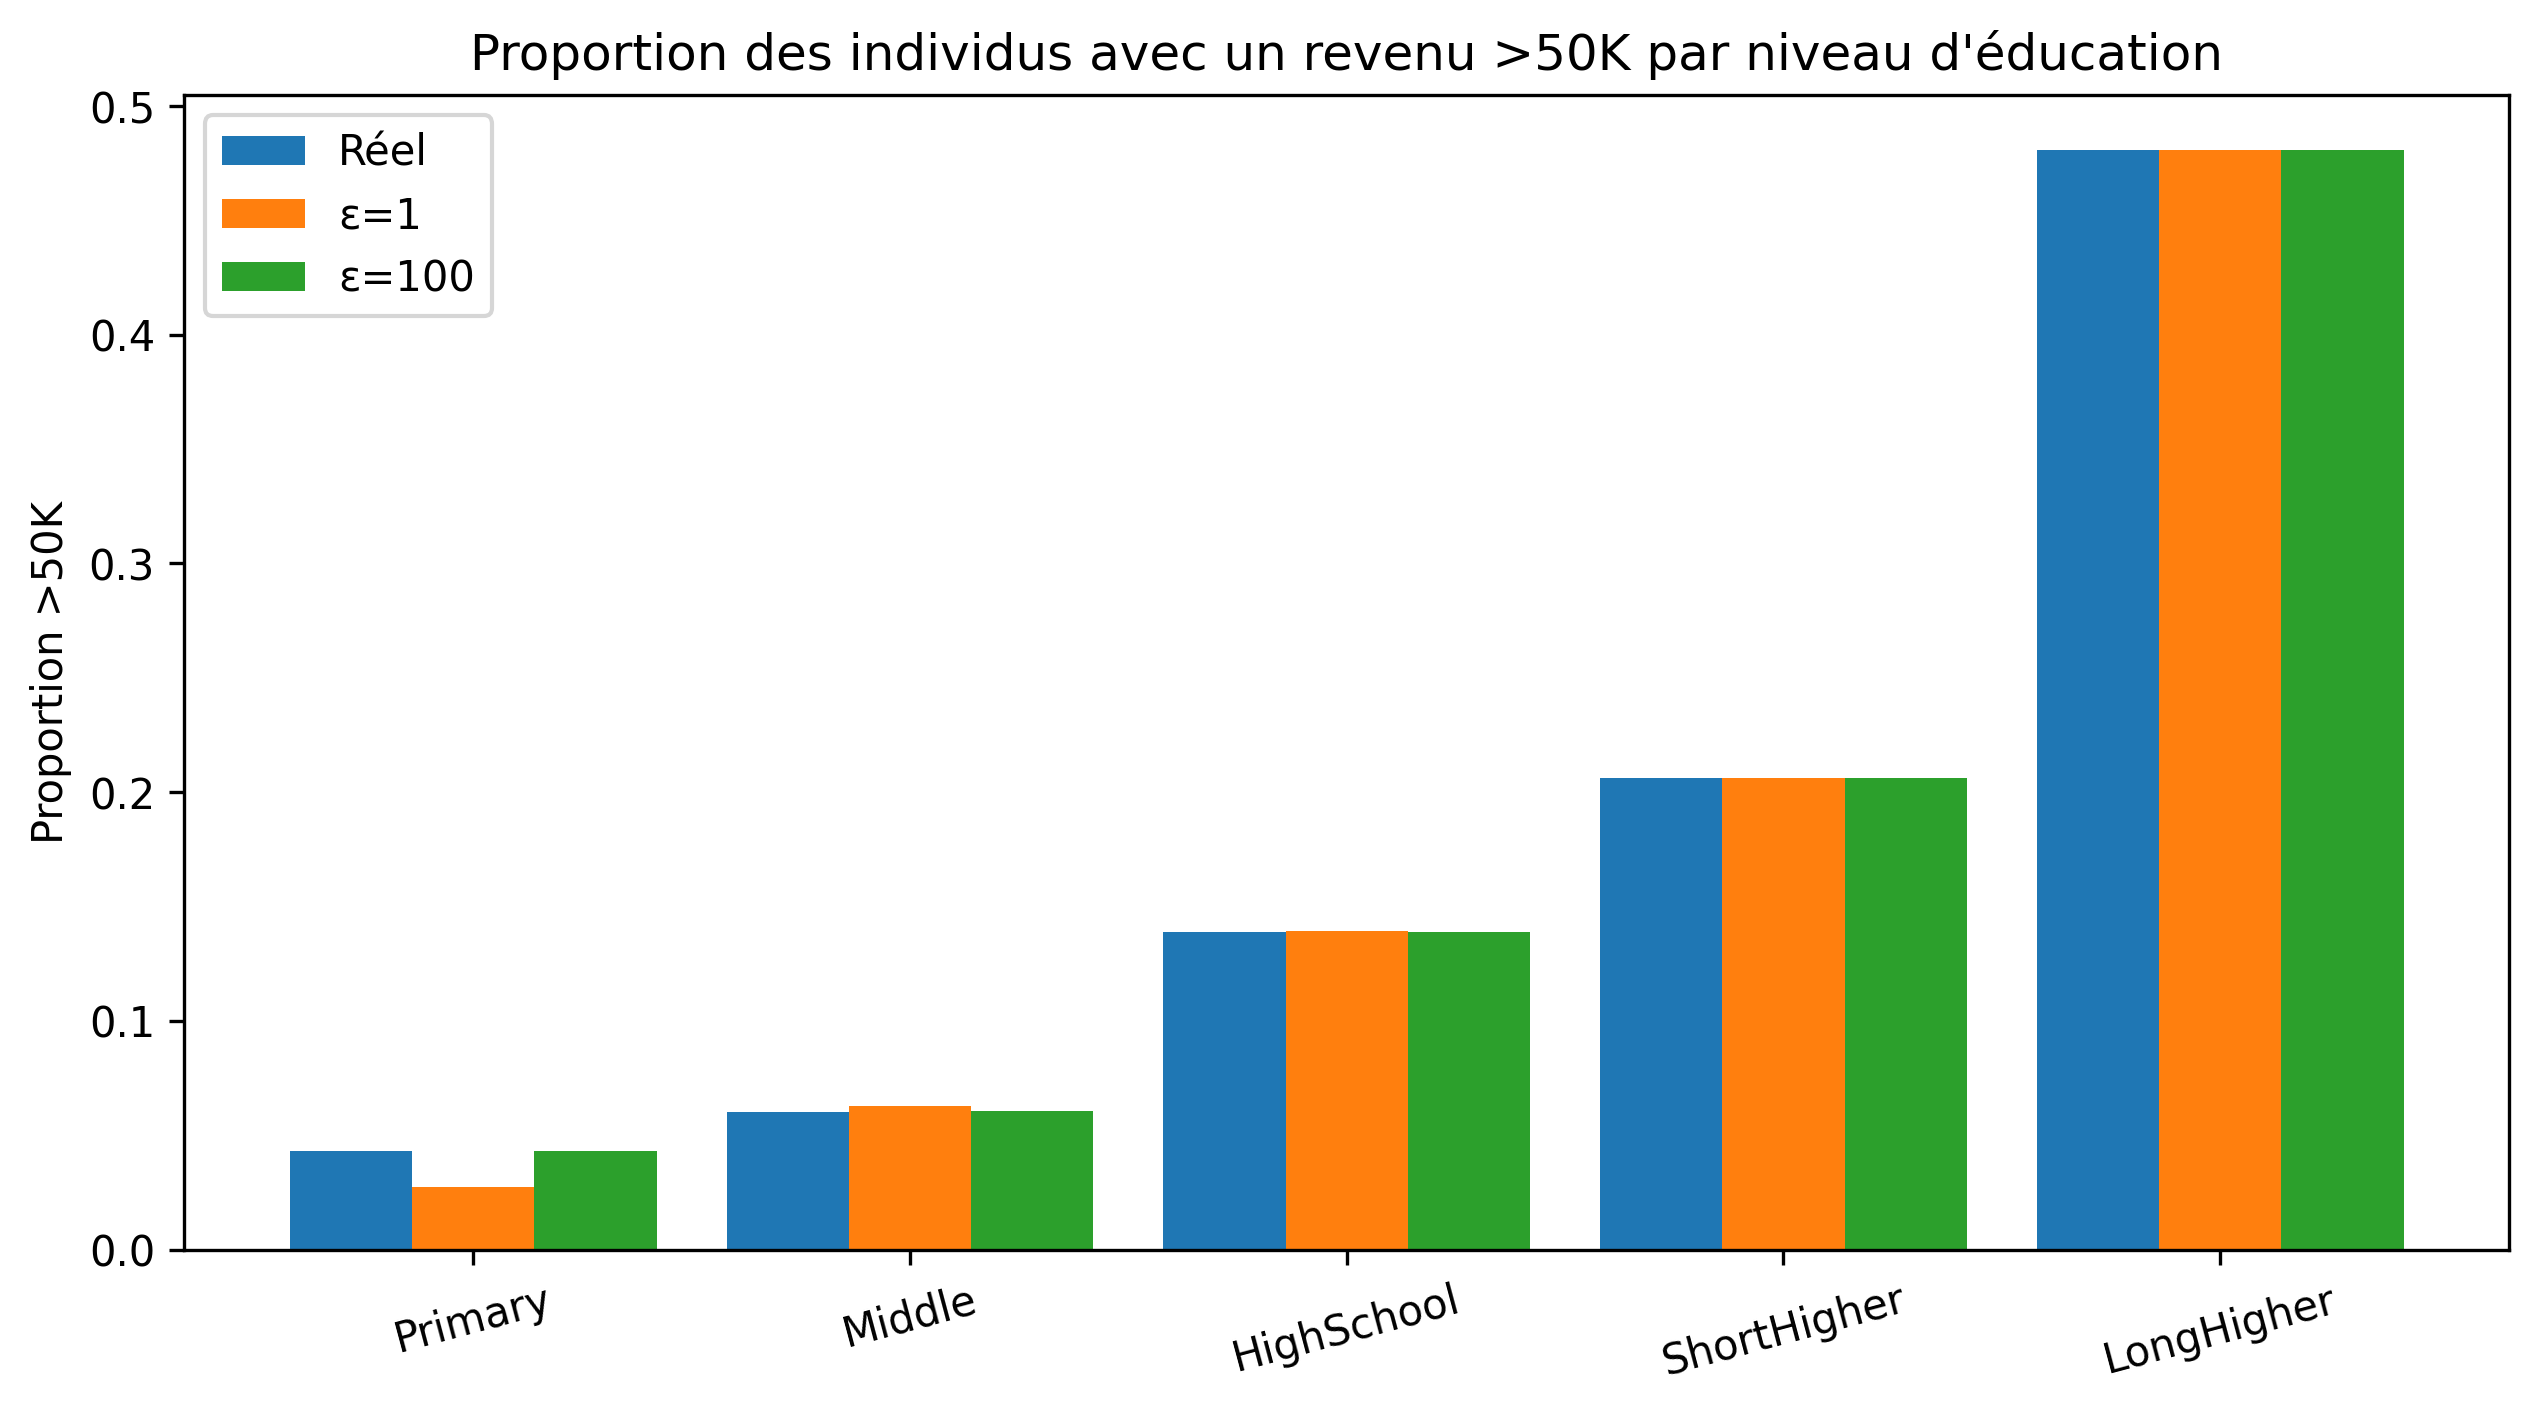 Proportion des individus avec un revenu >50K par niveau d'éducation
Réel
ε=1
ε=100
Proportion >50K
0.5
0.4
0.3
0.2
0.1
0.0
Primary
Middle
HighSchool
ShortHigher
LongHigher